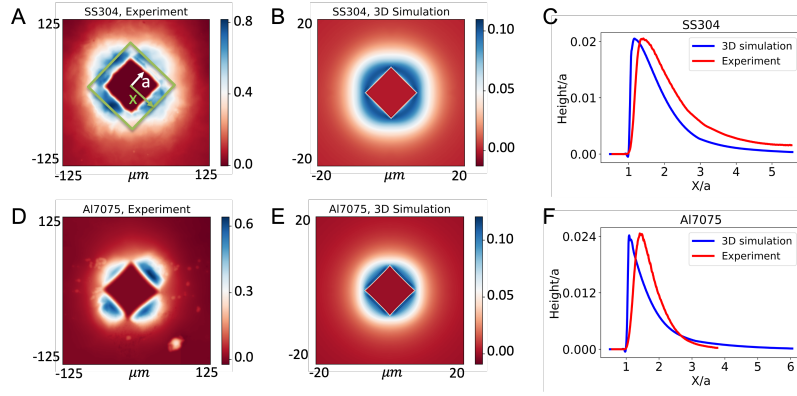 A
SS304, Experiment
125
-125
-125
μm
125
0.8
0.4
0.0
a
x
B
SS304, 3D Simulation
20
-20
-20
μm
20
0.10
0.05
0.00
C
SS304
Height/a
0.02
0.01
0.00
3D simulation
Experiment
1 2 3 4 5
X/a
D
Al7075, Experiment
125
-125
-125
μm
125
0.6
0.3
0.0
E
Al7075, 3D Simulation
20
-20
-20
μm
20
0.10
0.05
0.00
F
Al7075
Height/a
0.024
0.012
0.000
3D simulation
Experiment
1 2 3 4 5 6
X/a